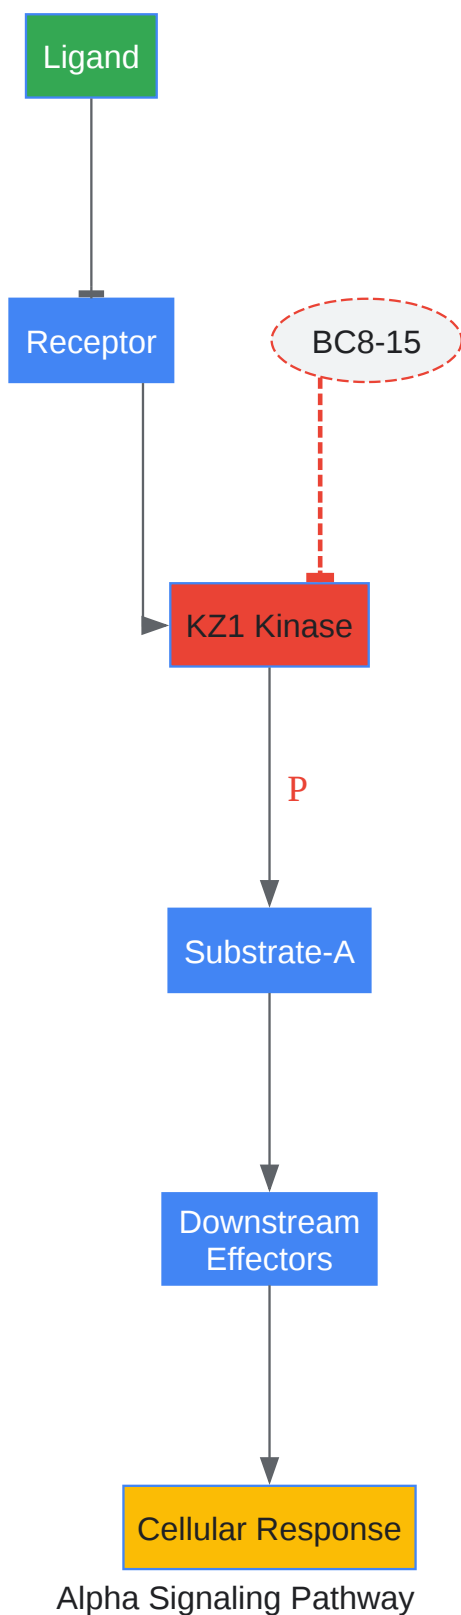 Ligand
Receptor
BC8-15
KZ1 Kinase
P
Substrate-A
Downstream
Effectors
Cellular Response
Alpha Signaling Pathway